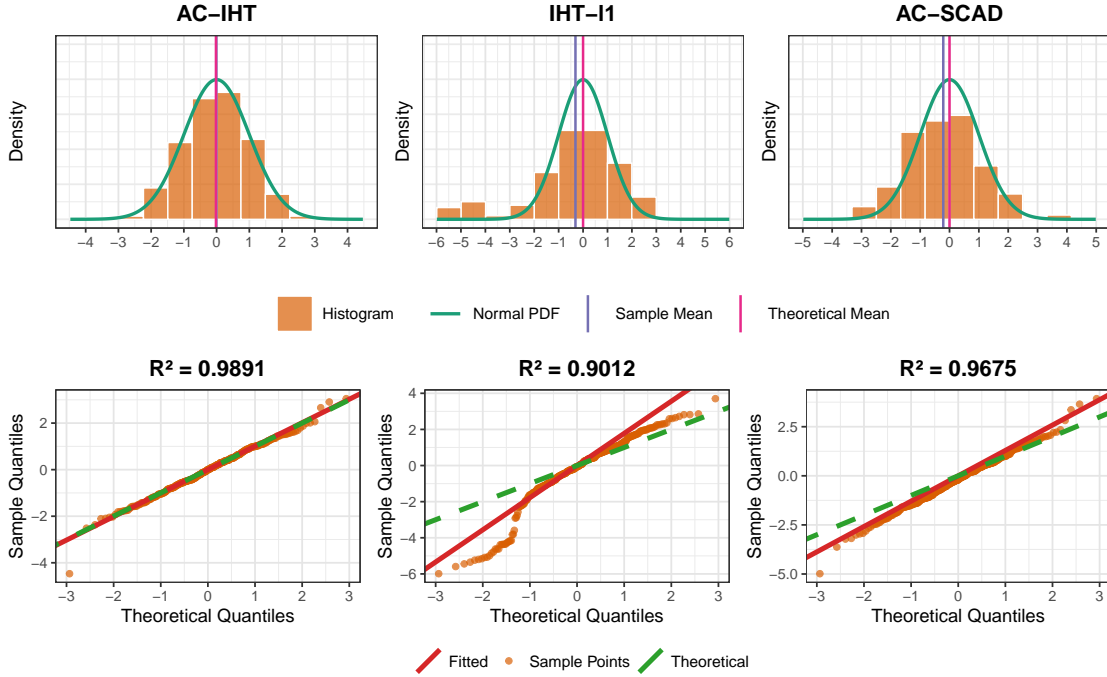 AC−IHT
IHT−l1
AC−SCAD
Density
Density
Density
−4 −3 −2 −1 0 1 2 3 4
−6 −5 −4 −3 −2 −1 0 1 2 3 4 5 6
−5 −4 −3 −2 −1 0 1 2 3 4 5
Histogram Normal PDF Sample Mean Theoretical Mean
R² = 0.9891
R² = 0.9012
R² = 0.9675
Sample Quantiles
2
0
−2
−4
−3 −2 −1 0 1 2 3
Theoretical Quantiles
Sample Quantiles
4
2
0
−2
−4
−6
−3 −2 −1 0 1 2 3
Theoretical Quantiles
Sample Quantiles
2.5
0.0
−2.5
−5.0
−3 −2 −1 0 1 2 3
Theoretical Quantiles
Fitted Sample Points Theoretical